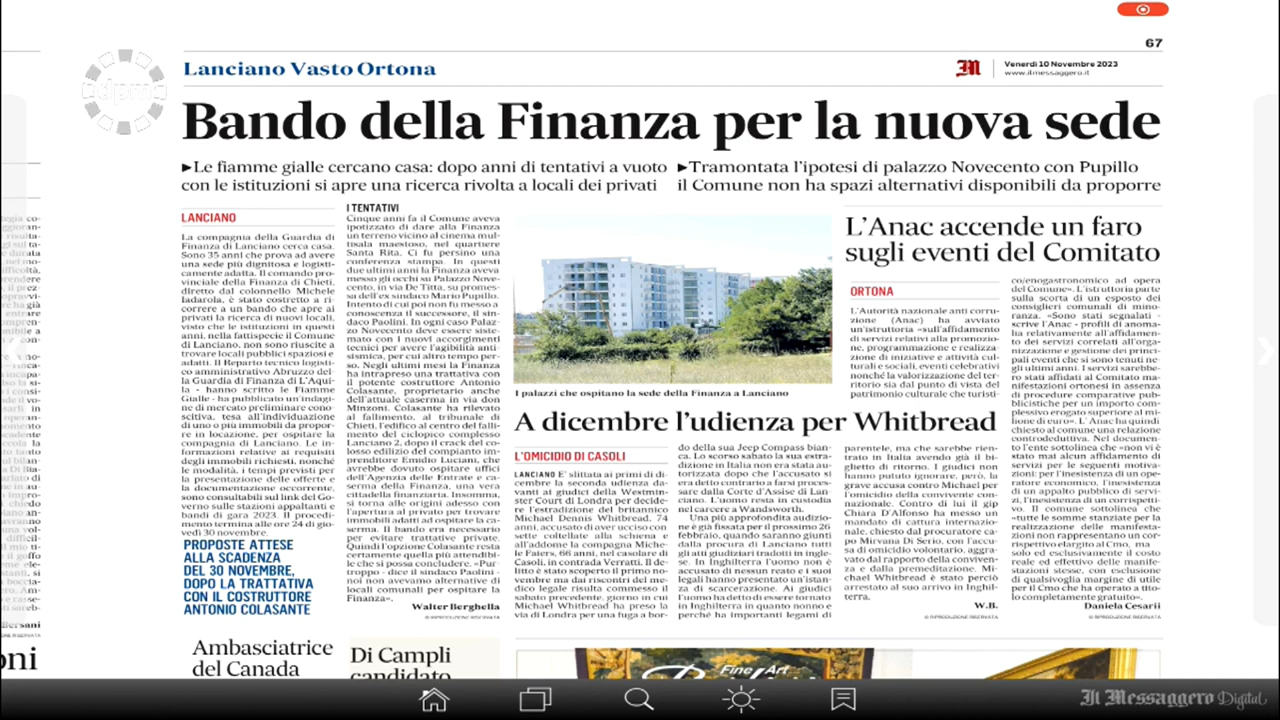 67
Lanciano Vasto Ortona
Venerdì 10 Novembre 2023
www.ilmessaggero.it
Bando della Finanza per la nuova sede
►Le fiamme gialle cercano casa: dopo anni di tentativi a vuoto
con le istituzioni si apre una ricerca rivolta a locali dei privati
►Tramontata l'ipotesi di palazzo Novecento con Pupillo
il Comune non ha spazi alternativi disponibili da proporre
LANCIANO
La compagnia della Guardia di
Finanza di Lanciano cerca casa.
Sono 35 anni che prova ad avere
una sede più dignitosa e logisti-
camente adatta. Il comando pro-
vinciale della Finanza di Chieti,
diretto dal colonnello Michele
Iadarola, è stato costretto a ri-
correre a un bando che apre ai
privati la ricerca di nuovi locali,
visto che le istituzioni in questi
anni, nella fattispecie il Comune
di Lanciano, non sono riusciте a
trovare locali pubblici spaziosi e
adatti. Il Reparto tecnico logisti-
co amministrativo Abruzzo del-
la Guardia di Finanza di L'Aqui-
la - hanno scritto le Fiamme
Gialle - ha pubblicato un'indagi-
ne di mercato preliminare cono-
scitiva, tesa all'individuazione
di uno o più immobili da propor-
re in locazione, per ospitare la
compagnia di Lanciano. Le in-
formazioni relative ai requisiti
degli immobili richiesti, nonché
le modalità, i tempi previsti per
la presentazione delle offerte e
la documentazione occorrente,
sono consultabili sul link del Go-
verno sulle stazioni appaltanti e
bandi di gara 2023. Il procedi-
mento termina alle ore 24 di gio-
vedì 30 novembre.
PROPOSTE ATTESE
ALLA SCADENZA
DEL 30 NOVEMBRE,
DOPO LA TRATTATIVA
CON IL COSTRUTTORE
ANTONIO COLASANTE
I TENTATIVI
Cinque anni fa il Comune aveva
ipotizzato di dare alla Finanza
un terreno vicino al cinema mul-
tisala maestoso, nel quartiere
Santa Rita. Ci fu persino una
conferenza stampa. In questi
due ultimi anni la Finanza aveva
messo gli occhi su Palazzo Nove-
cento, in via De Titta, su promes-
sa dell'ex sindaco Mario Pupillo.
Intento di cui poi non fu messo a
conoscenza il successore, il sin-
daco Paolini. In ogni caso Palaz-
zo Novecento deve essere siste-
mato con i nuovi accorgimenti
tecnici per avere l'agibilità anti-
sismica, per cui altro tempo per-
so. Negli ultimi mesi la Finanza
ha intrapreso una trattativa con
il potente costruttore Antonio
Colasante, proprietario anche
dell'attuale caserma in via don
Minzoni. Colasante ha rilevato
al fallimento, al tribunale di
Chieti, l'edifico al centro del falli-
mento del ciclopico complesso
Lanciano 2, dopo il crack del co-
losso edilizio del compianto im-
prenditore Emidio Luciani, che
avrebbe dovuto ospitare uffici
dell'Agenzia delle Entrate e ca-
serma della Finanza, una vera
cittadella finanziaria. Insomma,
si torna alle origini adesso con
l'apertura al privato per trovare
immobili adatti ad ospitare la ca-
serma. Il bando era necessario
per evitare trattative private.
Quindi l'opzione Colasante resta
certamente quella più attendibi-
le che si possa concludere. «Pur-
troppo - dice il sindaco Paolini -
noi non avevamo alternative di
locali comunali per ospitare la
Finanza».
Walter Berghella
© RIPRODUZIONE RISERVATA
I palazzi che ospitano la sede della Finanza a Lanciano
A dicembre l'udienza per Whitbread
L'OMICIDIO DI CASOLI
LANCIANO E' slittata ai primi di di-
cembre la seconda udienza da-
vanti ai giudici della Westmin-
ster Court di Londra per decide-
re l'estradizione del britannico
Michael Dennis Whitbread, 74
anni, accusato di aver ucciso con
sette coltellate alla schiena e
all'addome la compagna Miche-
le Faiers, 66 anni, nel casolare di
Casoli, in contrada Verratti. Il de-
litto è stato scoperto il primo no-
vembre ma dai riscontri del me-
dico legale risulta commesso il
sabato precedente, giorno in cui
Michael Whitbread ha preso la
via di Londra per una fuga a bor-
do della sua Jeep Compass bian-
ca. Lo scorso sabato la sua estra-
dizione in Italia non era stata au-
torizzata dopo che l'accusato si
era detto contrario a farsi proces-
sare dalla Corte d'Assise di Lan-
ciano. L'uomo resta in custodia
nel carcere a Wandsworth.
Una più approfondita audizio-
ne è già fissata per il prossimo 26
febbraio, quando saranno giunti
dalla procura di Lanciano tutti
gli atti giudiziari tradotti in ingle-
se. In Inghilterra l'uomo non è
accusato di nessun reato e i suoi
legali hanno presentato un'istan-
za di scarcerazione. Ai giudici
l'uomo ha detto di essere tornato
in Inghilterra in quanto nonno e
perché ha importanti legami di
parentele, ma che sarebbe rien-
trato in Italia avendo già il bi-
glietto di ritorno. I giudici non
hanno potuto ignorare, però, la
grave accusa contro Michael per
l'omicidio della convivente con-
nazionale. Contro di lui il gip
Chiara D'Alfonso ha messo un
mandato di cattura internazio-
nale, chiesto dal procuratore ca-
po Mirvana Di Serio, con l'accu-
sa di omicidio volontario, aggra-
vato dal rapporto della conviven-
za e dalla premeditazione. Mi-
chael Whitbread è stato perciò
arrestato al suo arrivo in Inghil-
terra.
W.B.
© RIPRODUZIONE RISERVATA
L'Anac accende un faro
sugli eventi del Comitato
ORTONA
L'Autorità nazionale anti corru-
zione (Anac) ha avviato
un'istruttoria «sull'affidamento
di servizi relativi alla promozio-
ne, programmazione e realizza-
zione di iniziative e attività cul-
turali e sociali, eventi celebrativi
nonché la valorizzazione del ter-
ritorio sia dal punto di vista del
patrimonio culturale che turisti-
co/enogastronomico ad opera
del Comune». L'istruttoria parte
sulla scorta di un esposto dei
consiglieri comunali di mino-
ranza. «Sono stati segnalati -
scrive l'Anac - profili di anoma-
lia relativamente all'affidamen-
to dei servizi correlati all'orga-
nizzazione e gestione dei princi-
pali eventi che si sono tenuti ne-
gli ultimi anni. I servizi sarebbe-
ro stati affidati al Comitato ma-
nifestazioni ortonesi in assenza
di procedure comparative pub-
blicistiche per un importo com-
plessivo erogato superiore al mi-
lione di euro». L' Anac ha quindi
chiesto al comune una relazione
controdeduttiva. Nel documen-
to l'ente sottolinea che «non vi è
stato mai alcun affidamento di
servizi per le seguenti motiva-
zioni: per l'inesistenza di un ope-
ratore economico, l'inesistenza
di un appalto pubblico di servi-
zi, l'inesistenza di un corrispetti-
vo. Il comune sottolinea che
«tutte le somme stanziate per la
realizzazione delle manifesta-
zioni non rappresentano un cor-
rispettivo elargito al Cmo, ma
solo ed esclusivamente il costo
reale ed effettivo delle manife-
stazioni stesse, con esclusione
di qualsivoglia margine di utile
per il Cmo che ha operato a tito-
lo completamente gratuito».
Daniela Cesarii
© RIPRODUZIONE RISERVATA
Bersani
oni
Ambasciatrice
del Canada
Di Campli
candidato
Fine Art
Il Messaggero Digital